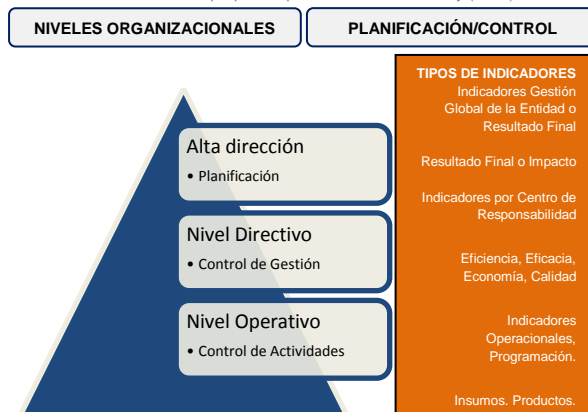 NIVELES ORGANIZACIONALES
PLANIFICACIÓN/CONTROL
Alta dirección
• Planificación
Nivel Directivo
• Control de Gestión
Nivel Operativo
• Control de Actividades
TIPOS DE INDICADORES
Indicadores Gestión
Global de la Entidad o
Resultado Final
Resultado Final o Impacto
Indicadores por Centro de
Responsabilidad
Eficiencia, Eficacia,
Economía, Calidad
Indicadores
Operacionales,
Programación.
Insumos. Productos.